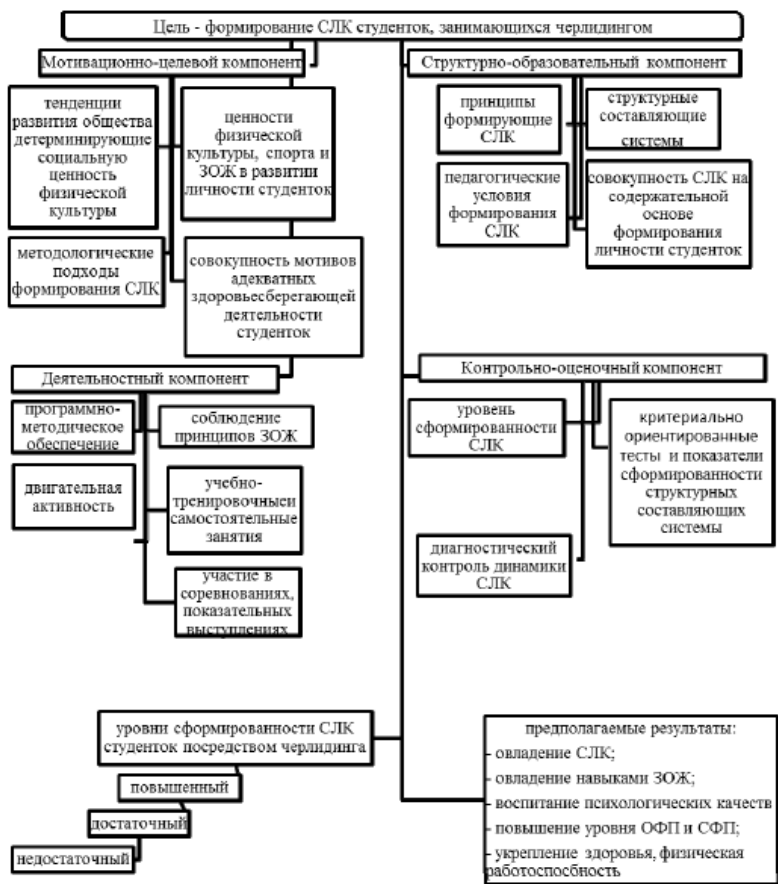 Цель - формирование СЛК студенток, занимающихся черлидингом
Мотивационно-целевой компонент
тенденции
развития общества
детерминирующие
социальную
ценность
физической
культуры
ценности
физической
культуры, спорта и
ЗОЖ в развитии
личности студенток
методологические
подходы
формирования СЛК
совокупность мотивов
адекватных
здоровьесберегающей
деятельности
студенток
Структурно-образовательный компонент
принципы
формирующие
СЛК
структурные
составляющие
системы
педагогические
условия
формирования
СЛК
совокупность СЛК на
содержательной
основе
формирования
личности студенток
Деятельностный компонент
программно-
методическое
обеспечение
соблюдение
принципов ЗОЖ
двигательная
активность
учебно-
тренировочныеи
самостоятельные
занятия
участие в
соревнованиях,
показательных
выступлениях
Контрольно-оценочный компонент
уровень
сформированности
СЛК
критериально
ориентированные
тесты и показатели
сформированности
структурных
составляющих
системы
диагностический
контроль динамики
СЛК
уровни сформированности СЛК
студенток посредством черлидинга
повышенный
достаточный
недостаточный
предполагаемые результаты:
- овладение СЛК;
- овладение навыками ЗОЖ;
- воспитание психологических качеств
- повышение уровня ОФП и СФП;
- укрепление здоровья, физическая
работоспсбность